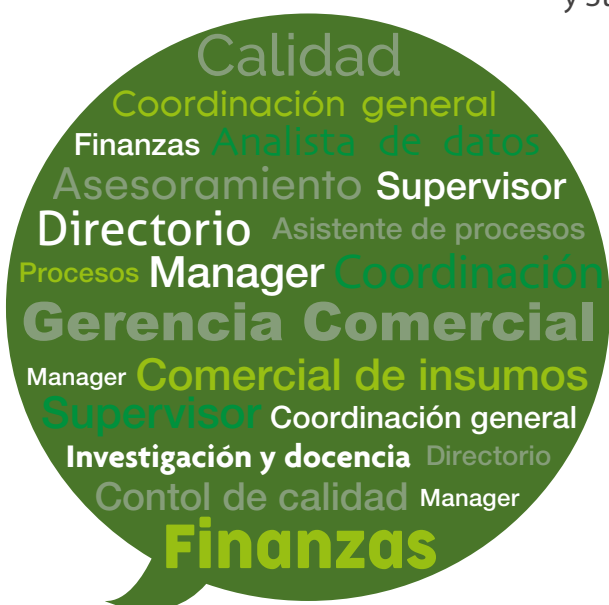 y su
Calidad
Coordinación general
Finanzas Analista de datos
Asesoramiento Supervisor
Directorio Asistente de procesos
Procesos Manager Coordinación
Gerencia Comercial
Manager Comercial de insumos
Supervisor Coordinación general
Investigación y docencia Directorio
Contol de calidad Manager
Finanzas